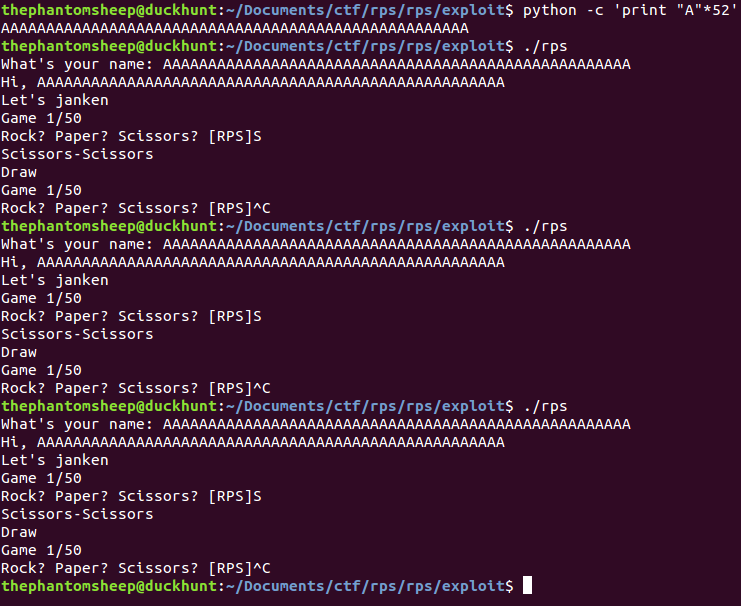 thephantomsheep@duckhunt:~/Documents/ctf/rps/rps/exploit$ python -c 'print "A"*52'
AAAAAAAAAAAAAAAAAAAAAAAAAAAAAAAAAAAAAAAAAAAAAAAAAAAA
thephantomsheep@duckhunt:~/Documents/ctf/rps/rps/exploit$ ./rps
What's your name: AAAAAAAAAAAAAAAAAAAAAAAAAAAAAAAAAAAAAAAAAAAAAAAAAAAA
Hi, AAAAAAAAAAAAAAAAAAAAAAAAAAAAAAAAAAAAAAAAAAAAAAAAAAAA
Let's janken
Game 1/50
Rock? Paper? Scissors? [RPS]S
Scissors-Scissors
Draw
Game 1/50
Rock? Paper? Scissors? [RPS]^C
thephantomsheep@duckhunt:~/Documents/ctf/rps/rps/exploit$ ./rps
What's your name: AAAAAAAAAAAAAAAAAAAAAAAAAAAAAAAAAAAAAAAAAAAAAAAAAAAA
Hi, AAAAAAAAAAAAAAAAAAAAAAAAAAAAAAAAAAAAAAAAAAAAAAAAAAAA
Let's janken
Game 1/50
Rock? Paper? Scissors? [RPS]S
Scissors-Scissors
Draw
Game 1/50
Rock? Paper? Scissors? [RPS]^C
thephantomsheep@duckhunt:~/Documents/ctf/rps/rps/exploit$ ./rps
What's your name: AAAAAAAAAAAAAAAAAAAAAAAAAAAAAAAAAAAAAAAAAAAAAAAAAAAA
Hi, AAAAAAAAAAAAAAAAAAAAAAAAAAAAAAAAAAAAAAAAAAAAAAAAAAAA
Let's janken
Game 1/50
Rock? Paper? Scissors? [RPS]S
Scissors-Scissors
Draw
Game 1/50
Rock? Paper? Scissors? [RPS]^C
thephantomsheep@duckhunt:~/Documents/ctf/rps/rps/exploit$